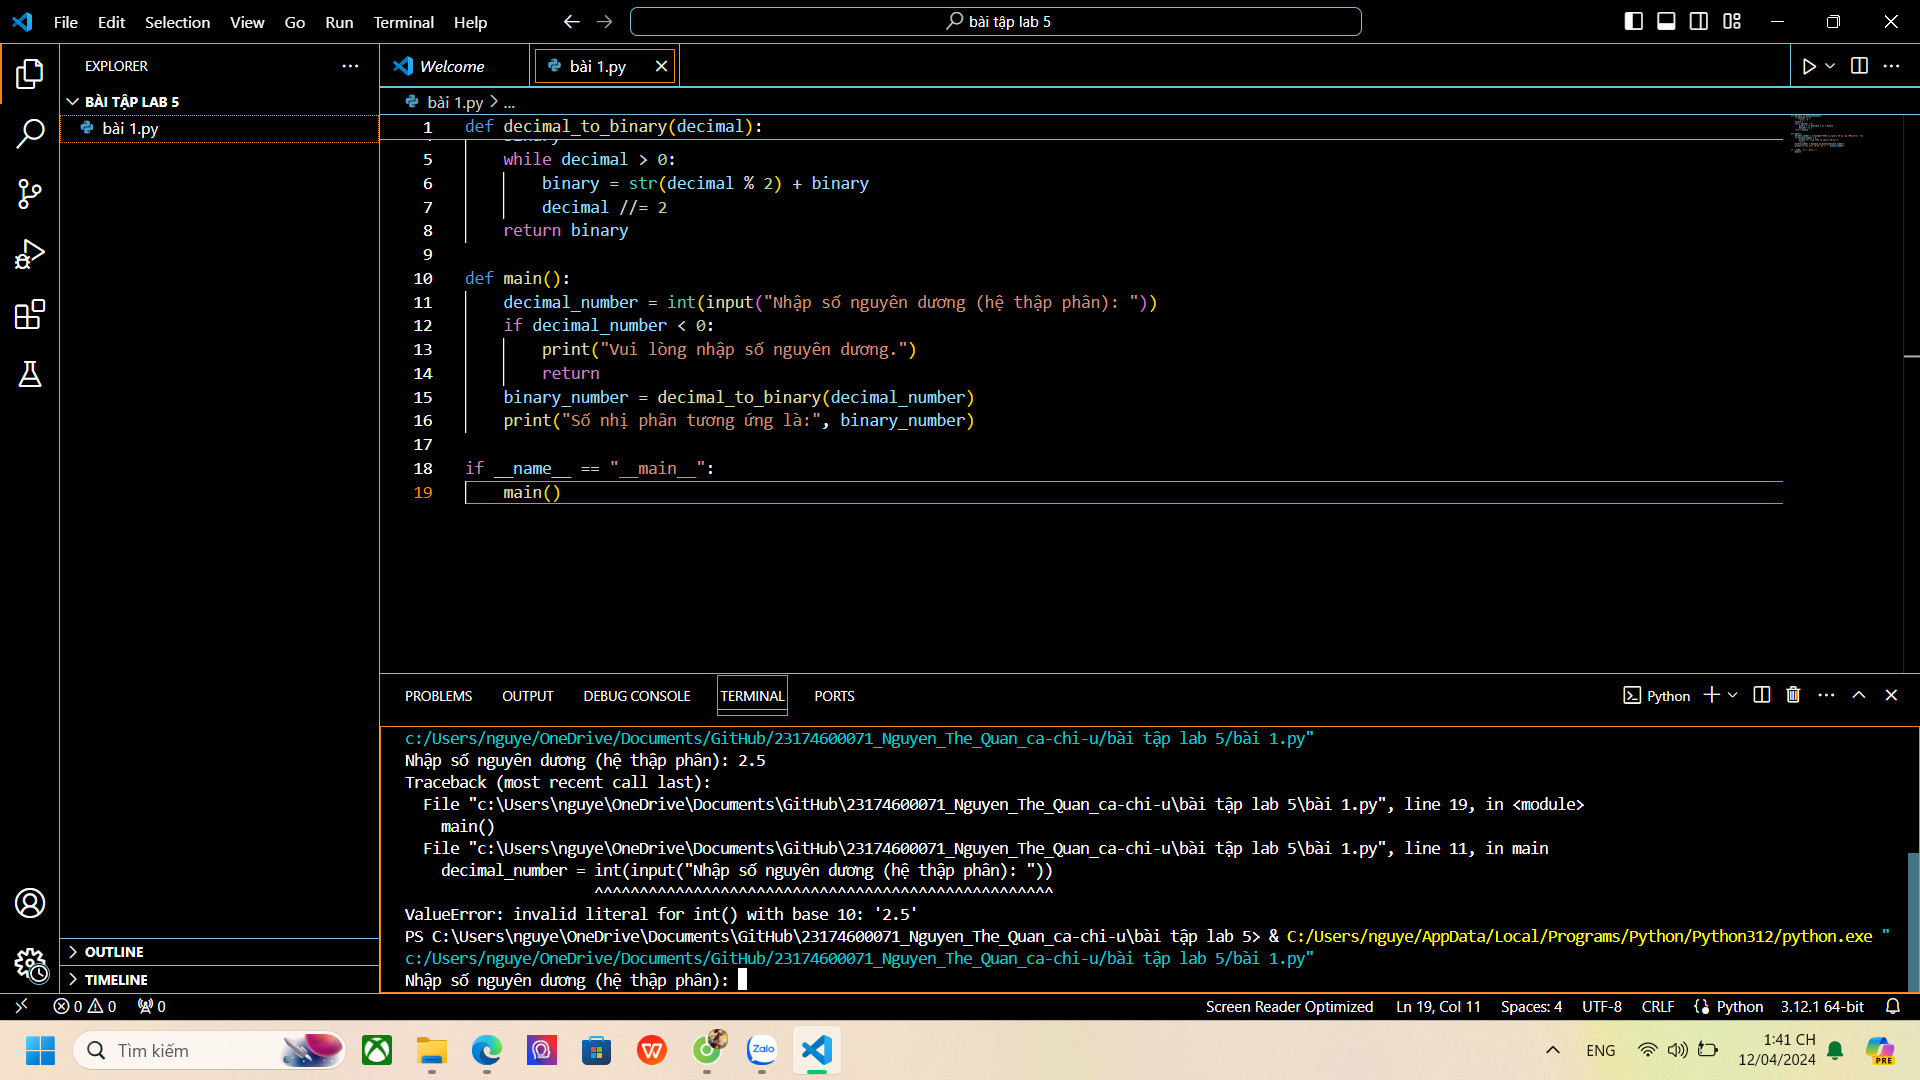 File Edit Selection View Go Run Terminal Help
bài tập lab 5
EXPLORER
BÀI TẬP LAB 5
bài 1.py
Welcome
bài 1.py
bài 1.py > ...
1 def decimal_to_binary(decimal):
5 while decimal > 0:
6 binary = str(decimal % 2) + binary
7 decimal //= 2
8 return binary
9
10 def main():
11 decimal_number = int(input("Nhập số nguyên dương (hệ thập phân): "))
12 if decimal_number < 0:
13 print("Vui lòng nhập số nguyên dương.")
14 return
15 binary_number = decimal_to_binary(decimal_number)
16 print("Số nhị phân tương ứng là:", binary_number)
17
18 if __name__ == "__main__":
19 main()
PROBLEMS OUTPUT DEBUG CONSOLE TERMINAL PORTS
Python
c:/Users/nguye/OneDrive/Documents/GitHub/23174600071_Nguyen_The_Quan_ca-chi-u/bài tập lab 5/bài 1.py"
Nhập số nguyên dương (hệ thập phân): 2.5
Traceback (most recent call last):
File "c:\Users\nguye\OneDrive\Documents\GitHub\23174600071_Nguyen_The_Quan_ca-chi-u\bài tập lab 5\bài 1.py", line 19, in <module>
main()
File "c:\Users\nguye\OneDrive\Documents\GitHub\23174600071_Nguyen_The_Quan_ca-chi-u\bài tập lab 5\bài 1.py", line 11, in main
decimal_number = int(input("Nhập số nguyên dương (hệ thập phân): "))
^^^^^^^^^^^^^^^^^^^^^^^^^^^^^^^^^^^^^^^^^^^^^^^^^^^
ValueError: invalid literal for int() with base 10: '2.5'
PS C:\Users\nguye\OneDrive\Documents\GitHub\23174600071_Nguyen_The_Quan_ca-chi-u\bài tập lab 5> & C:/Users/nguye/AppData/Local/Programs/Python/Python312/python.exe "
c:/Users/nguye/OneDrive/Documents/GitHub/23174600071_Nguyen_The_Quan_ca-chi-u/bài tập lab 5/bài 1.py"
Nhập số nguyên dương (hệ thập phân):
OUTLINE
TIMELINE
0 0 0
Screen Reader Optimized Ln 19, Col 11 Spaces: 4 UTF-8 CRLF Python 3.12.1 64-bit
Tìm kiếm
Zalo
ENG
1:41 CH
12/04/2024
PRE